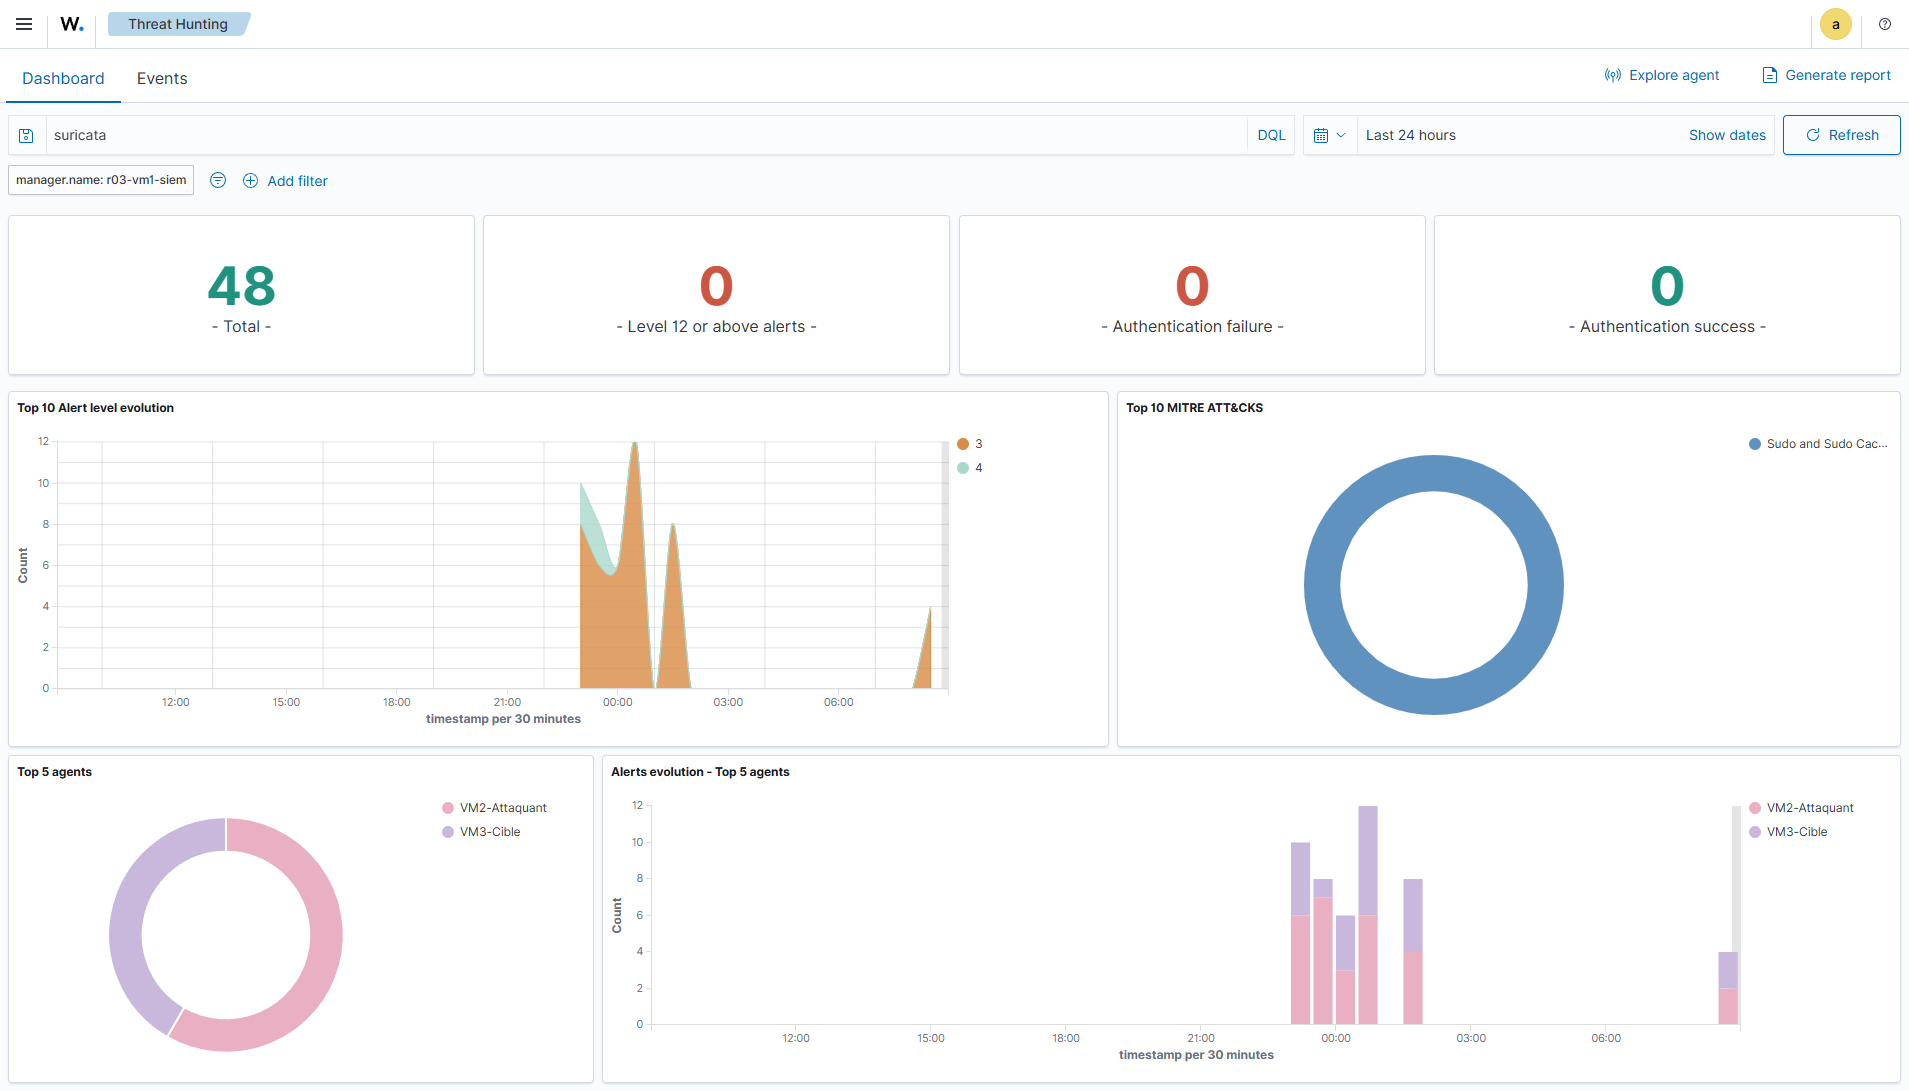 W. Threat Hunting a
Dashboard Events Explore agent Generate report
suricata DQL Last 24 hours Show dates Refresh
manager.name: r03-vm1-siem Add filter
48 0 0 0
- Total - - Level 12 or above alerts - - Authentication failure - - Authentication success -
Top 10 Alert level evolution
12
10
8
6
4
2
0
Count
12:00 15:00 18:00 21:00 00:00 03:00 06:00
timestamp per 30 minutes
3
4
Top 10 MITRE ATT&CKS
Sudo and Sudo Cac...
Top 5 agents
VM2-Attaquant
VM3-Cible
Alerts evolution - Top 5 agents
12
10
8
6
4
2
0
Count
12:00 15:00 18:00 21:00 00:00 03:00 06:00
timestamp per 30 minutes
VM2-Attaquant
VM3-Cible